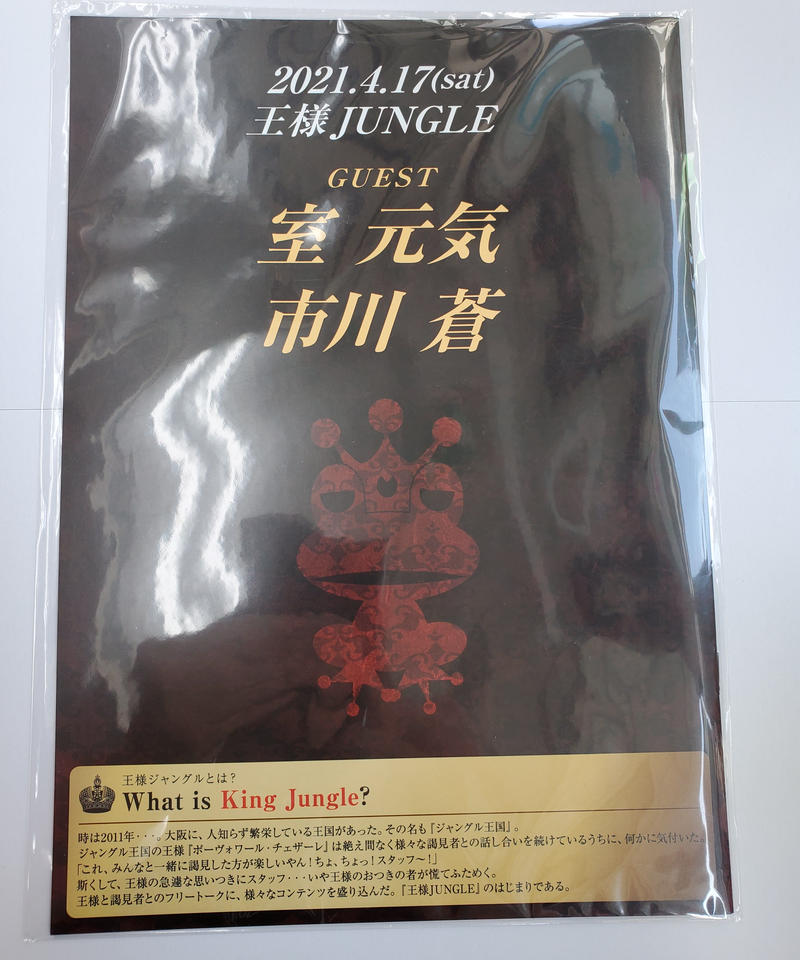 2021.4.17(sat)
王様JUNGLE
GUEST
室 元気
市川 蒼
王様ジャングルとは？
What is King Jungle?
時は2011年・・・。大阪に、人知らず繁栄している王国があった。その名も『ジャングル王国』。
ジャングル王国の王様『ボーヴォワール・チェザーレ』は絶え間なく様々な謁見者との話し合いを続けているうちに、何かに気付いた。
「これ、みんなと一緒に謁見した方が楽しいやん！ちょ、ちょっ！スタッフ〜！」
斯くして、王様の急遽な思いつきにスタッフ・・・いや王様のおつきの者が慌てふためく。
王様と謁見者とのフリートークに、様々なコンテンツを盛り込んだ。『王様JUNGLE』のはじまりである。